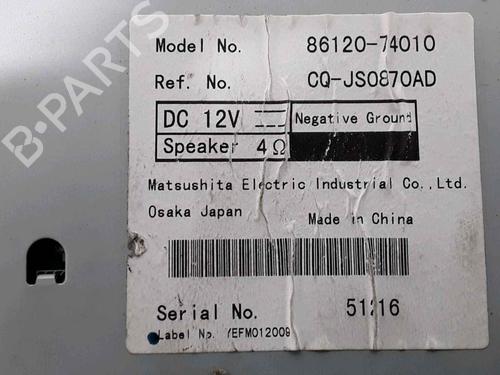 Model No. 86120-74010
Ref. No. CQ-JS0870AD
DC 12V Negative Ground
Speaker 4Ω
Matsushita Electric Industrial Co.,Ltd.
Osaka Japan Made in China
Serial No. 51216
Label No. YEFM012009
B-PARTS